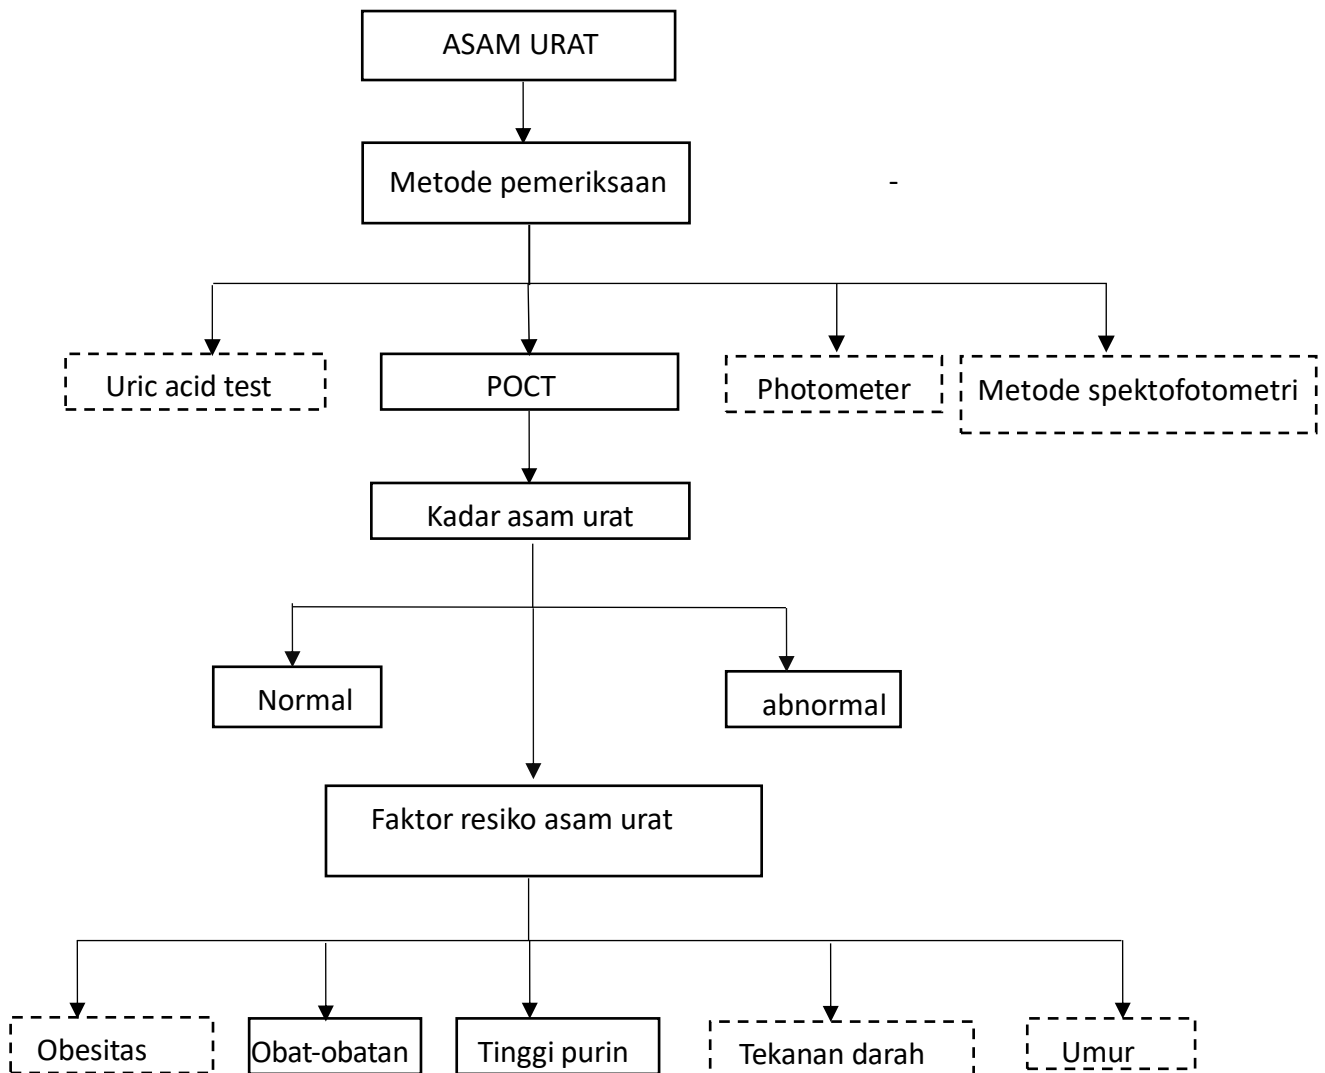 ASAM URAT
Metode pemeriksaan
-
Uric acid test
POCT
Photometer
Metode spektofotometri
Kadar asam urat
Normal
abnormal
Faktor resiko asam urat
Obesitas
Obat-obatan
Tinggi purin
Tekanan darah
Umur